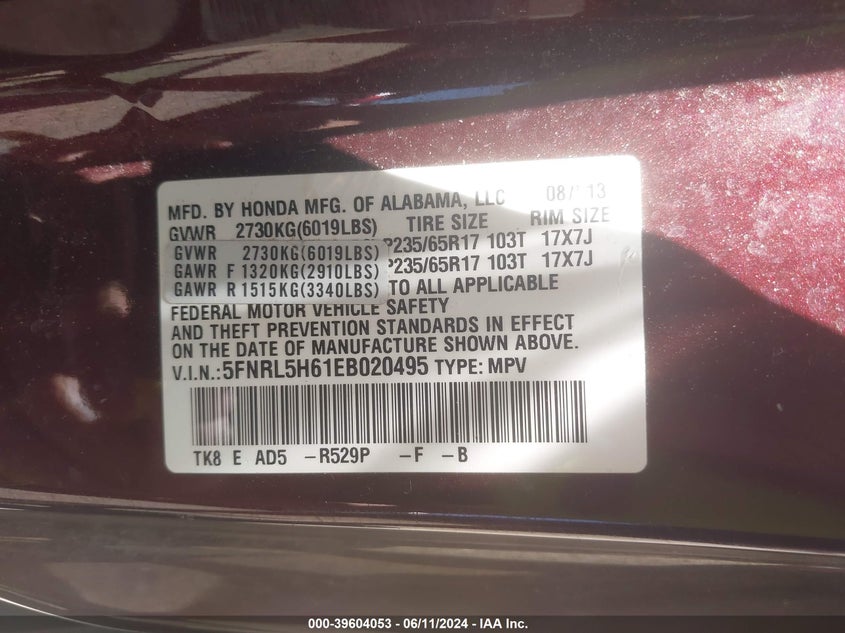 MFD. BY HONDA MFG. OF ALABAMA, LLC 08/ 13
GVWR 2730KG(6019LBS) TIRE SIZE RIM SIZE
GVWR 2730KG(6019LBS) P235/65R17 103T 17X7J
GAWR F 1320KG(2910LBS) P235/65R17 103T 17X7J
GAWR R 1515KG(3340LBS) TO ALL APPLICABLE
FEDERAL MOTOR VEHICLE SAFETY
AND THEFT PREVENTION STANDARDS IN EFFECT
ON THE DATE OF MANUFACTURE SHOWN ABOVE.
V.I.N.:5FNRL5H61EB020495 TYPE: MPV
TK8 E AD5 -R529P -F -B
000-39604053 - 06/11/2024 - IAA Inc.